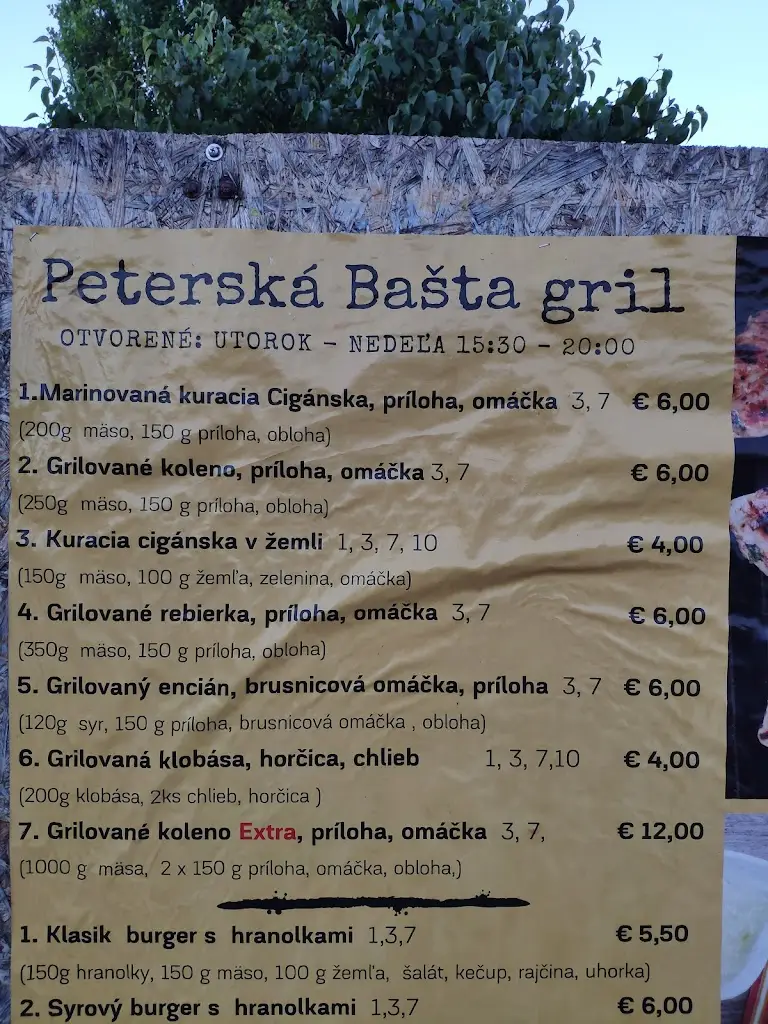 Peterská Bašta gril
OTVORENÉ: UTOROK - NEDEĽA 15:30 - 20:00
1.Marinovaná kuracia Cigánska, príloha, omáčka 3, 7 € 6,00
(200g mäso, 150 g príloha, obloha)
2. Grilované koleno, príloha, omáčka 3, 7 € 6,00
(250g mäso, 150 g príloha, obloha)
3. Kuracia cigánska v žemli 1, 3, 7, 10 € 4,00
(150g mäso, 100 g žemľa, zelenina, omáčka)
4. Grilované rebierka, príloha, omáčka 3, 7 € 6,00
(350g mäso, 150 g príloha, obloha)
5. Grilovaný encián, brusnicová omáčka, príloha 3, 7 € 6,00
(120g syr, 150 g príloha, brusnicová omáčka , obloha)
6. Grilovaná klobása, horčica, chlieb 1, 3, 7,10 € 4,00
(200g klobása, 2ks chlieb, horčica )
7. Grilované koleno Extra, príloha, omáčka 3, 7, € 12,00
(1000 g mäsa, 2 x 150 g príloha, omáčka, obloha,)
1. Klasik burger s hranolkami 1,3,7 € 5,50
(150g hranolky, 150 g mäso, 100 g žemľa, šalát, kečup, rajčina, uhorka)
2. Syrový burger s hranolkami 1,3,7 € 6,00